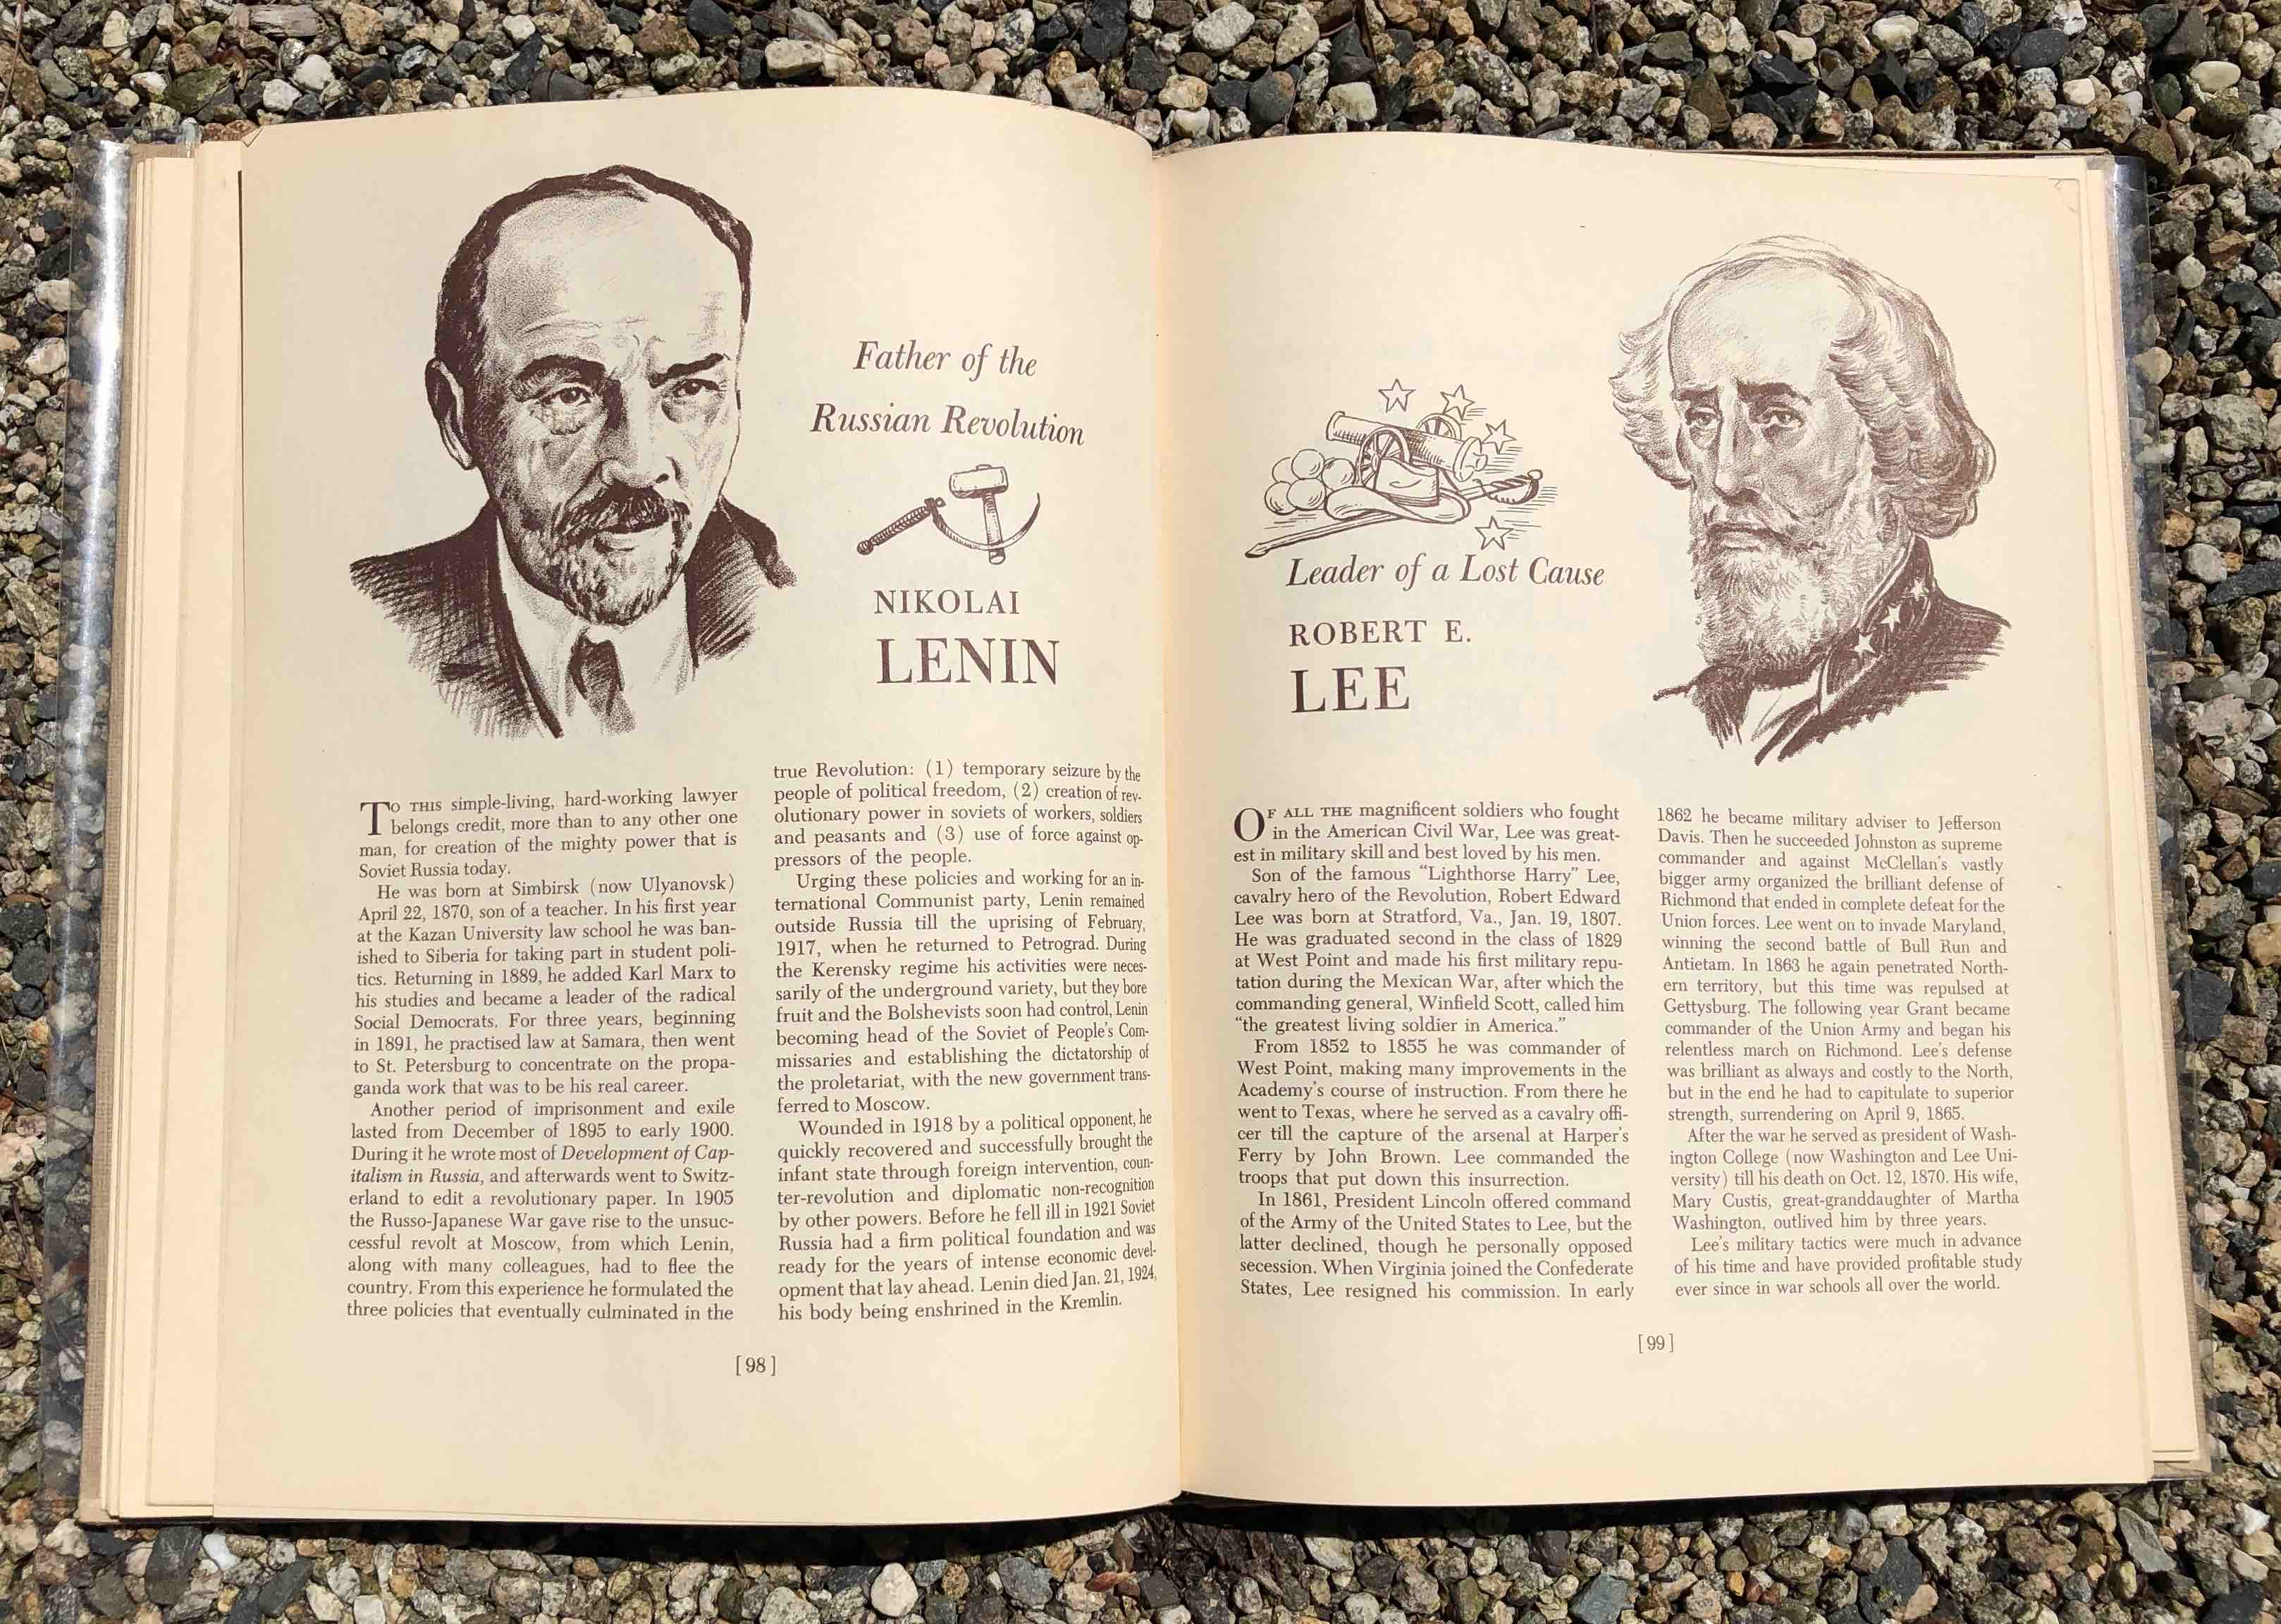 Father of the
Russian Revolution
NIKOLAI
LENIN
TO THIS simple-living, hard-working lawyer
belongs credit, more than to any other one
man, for creation of the mighty power that is
Soviet Russia today.
He was born at Simbirsk (now Ulyanovsk)
April 22, 1870, son of a teacher. In his first year
at the Kazan University law school he was ban-
ished to Siberia for taking part in student poli-
tics. Returning in 1889, he added Karl Marx to
his studies and became a leader of the radical
Social Democrats. For three years, beginning
in 1891, he practised law at Samara, then went
to St. Petersburg to concentrate on the propa-
ganda work that was to be his real career.
Another period of imprisonment and exile
lasted from December of 1895 to early 1900.
During it he wrote most of Development of Cap-
italism in Russia, and afterwards went to Switz-
erland to edit a revolutionary paper. In 1905
the Russo-Japanese War gave rise to the unsuc-
cessful revolt at Moscow, from which Lenin,
along with many colleagues, had to flee the
country. From this experience he formulated the
three policies that eventually culminated in the
true Revolution: (1) temporary seizure by the
people of political freedom, (2) creation of rev-
olutionary power in soviets of workers, soldiers
and peasants and (3) use of force against op-
pressors of the people.
Urging these policies and working for an in-
ternational Communist party, Lenin remained
outside Russia till the uprising of February,
1917, when he returned to Petrograd. During
the Kerensky regime his activities were neces-
sarily of the underground variety, but they bore
fruit and the Bolshevists soon had control, Lenin
becoming head of the Soviet of People's Com-
missaries and establishing the dictatorship of
the proletariat, with the new government trans-
ferred to Moscow.
Wounded in 1918 by a political opponent, he
quickly recovered and successfully brought the
infant state through foreign intervention, coun-
ter-revolution and diplomatic non-recognition
by other powers. Before he fell ill in 1921 Soviet
Russia had a firm political foundation and was
ready for the years of intense economic devel-
opment that lay ahead. Lenin died Jan. 21, 1924,
his body being enshrined in the Kremlin.
[98]
Leader of a Lost Cause
ROBERT E.
LEE
OF ALL THE magnificent soldiers who fought
in the American Civil War, Lee was great-
est in military skill and best loved by his men.
Son of the famous "Lighthorse Harry" Lee,
cavalry hero of the Revolution, Robert Edward
Lee was born at Stratford, Va., Jan. 19, 1807.
He was graduated second in the class of 1829
at West Point and made his first military repu-
tation during the Mexican War, after which the
commanding general, Winfield Scott, called him
"the greatest living soldier in America."
From 1852 to 1855 he was commander of
West Point, making many improvements in the
Academy's course of instruction. From there he
went to Texas, where he served as a cavalry offi-
cer till the capture of the arsenal at Harper's
Ferry by John Brown. Lee commanded the
troops that put down this insurrection.
In 1861, President Lincoln offered command
of the Army of the United States to Lee, but the
latter declined, though he personally opposed
secession. When Virginia joined the Confederate
States, Lee resigned his commission. In early
1862 he became military adviser to Jefferson
Davis. Then he succeeded Johnston as supreme
commander and against McClellan's vastly
bigger army organized the brilliant defense of
Richmond that ended in complete defeat for the
Union forces. Lee went on to invade Maryland,
winning the second battle of Bull Run and
Antietam. In 1863 he again penetrated North-
ern territory, but this time was repulsed at
Gettysburg. The following year Grant became
commander of the Union Army and began his
relentless march on Richmond. Lee's defense
was brilliant as always and costly to the North,
but in the end he had to capitulate to superior
strength, surrendering on April 9, 1865.
After the war he served as president of Wash-
ington College (now Washington and Lee Uni-
versity) till his death on Oct. 12, 1870. His wife,
Mary Custis, great-granddaughter of Martha
Washington, outlived him by three years.
Lee's military tactics were much in advance
of his time and have provided profitable study
ever since in war schools all over the world.
[99]